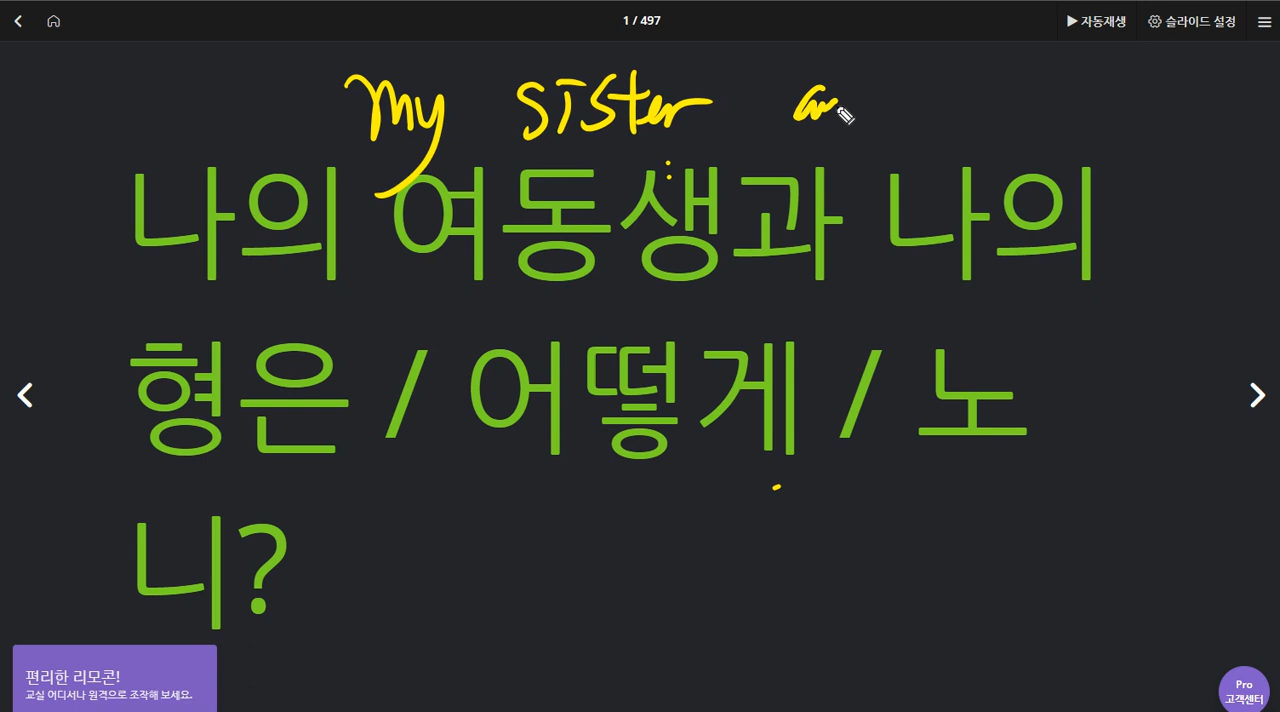 1 / 497
자동재생
슬라이드 설정
my sister an
나의 여동생과 나의
형은 / 어떻게 / 노
니?
편리한 리모콘!
교실 어디서나 원격으로 조작해 보세요.
Pro
고객센터